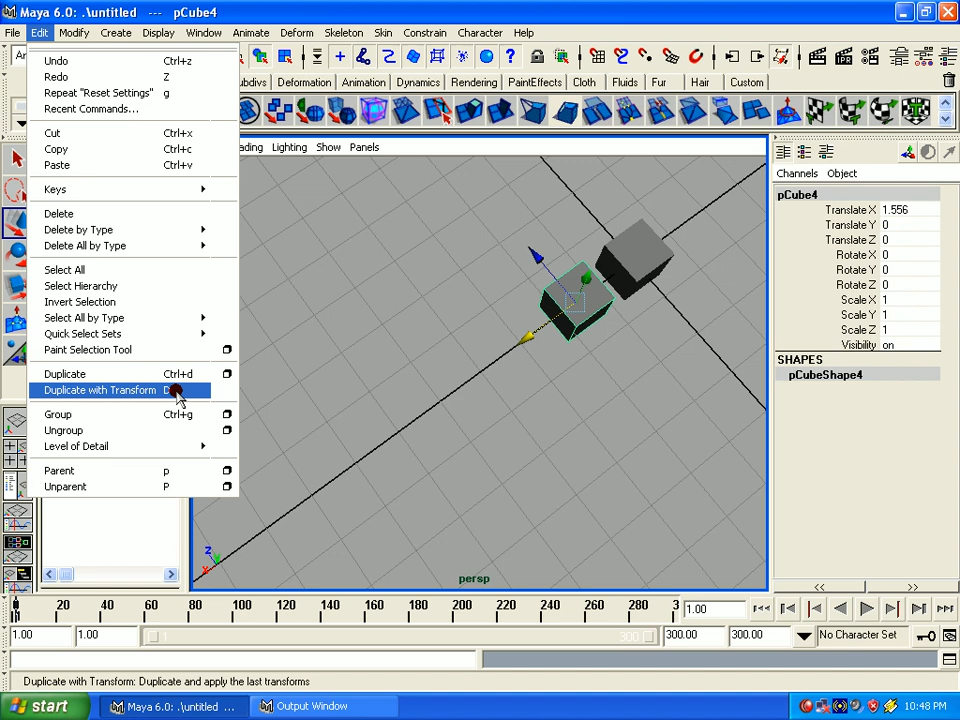 Maya 6.0: .\untitled --- pCube4
File Edit Modify Create Display Window Animate Deform Skeleton Skin Constrain Character Help
Undo Ctrl+z
Redo Z
Repeat "Reset Settings" g
Recent Commands...
Cut Ctrl+x
Copy Ctrl+c
Paste Ctrl+v
Keys
Delete
Delete by Type
Delete All by Type
Select All
Select Hierarchy
Invert Selection
Select All by Type
Quick Select Sets
Paint Selection Tool
Duplicate Ctrl+d
Duplicate with Transform D
Group Ctrl+g
Ungroup
Level of Detail
Parent p
Unparent P
Deformation Animation Dynamics Rendering PaintEffects Cloth Fluids Fur Hair Custom
Lighting Show Panels
z
x
persp
Channels Object
pCube4
Translate X 1.556
Translate Y 0
Translate Z 0
Rotate X 0
Rotate Y 0
Rotate Z 0
Scale X 1
Scale Y 1
Scale Z 1
Visibility on
SHAPES
pCubeShape4
<< >>
20 40 60 80 100 120 140 160 180 200 220 240 260 280 3
1.00
1.00 1.00 1 300 300.00 300.00 No Character Set
Duplicate with Transform: Duplicate and apply the last transforms
start Maya 6.0: .\untitled ... Output Window 10:48 PM